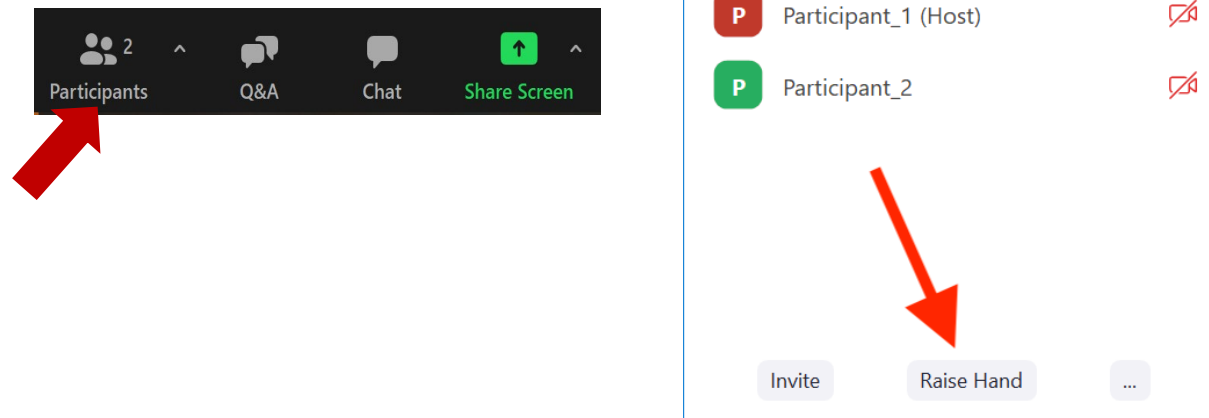 2
Participants
Q&A
Chat
Share Screen
P Participant_1 (Host)
P Participant_2
Invite
Raise Hand
...